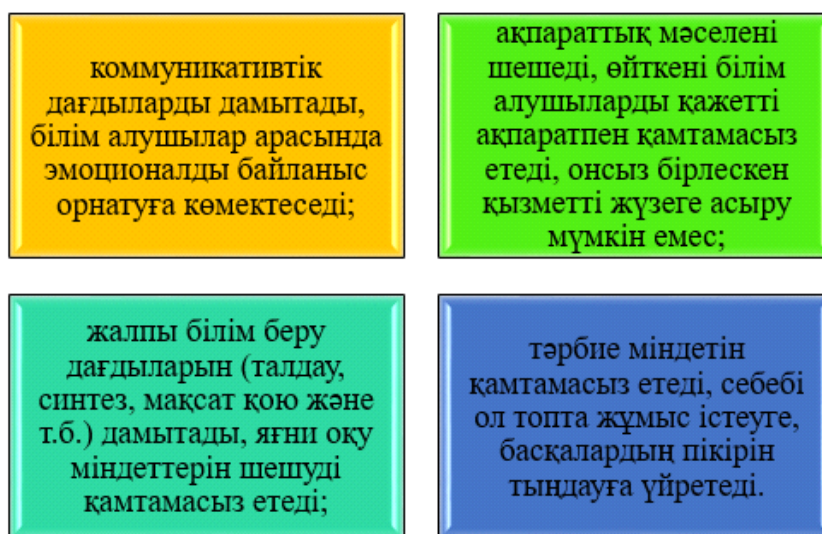 коммуникативтік
дағдыларды дамытады,
білім алушылар арасында
эмоционалды байланыс
орнатуға көмектеседі;
ақпараттық мәселені
шешеді, өйткені білім
алушыларды қажетті
ақпаратпен қамтамасыз
етеді, онсыз бірлескен
қызметті жүзеге асыру
мүмкін емес;
жалпы білім беру
дағдыларын (талдау,
синтез, мақсат қою және
т.б.) дамытады, яғни оқу
міндеттерін шешуді
қамтамасыз етеді;
тәрбие міндетін
қамтамасыз етеді, себебі
ол топта жұмыс істеуге,
басқалардың пікірін
тыңдауға үйретеді.